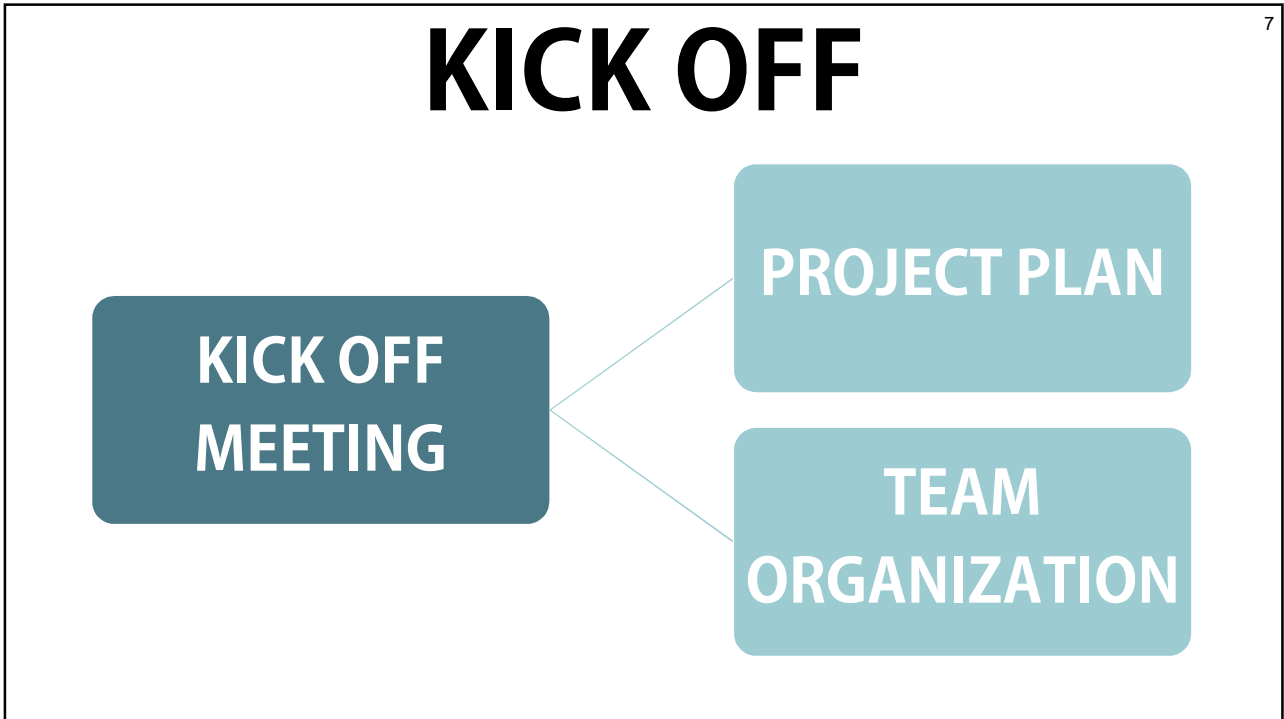 7
KICK OFF
KICK OFF
MEETING
PROJECT PLAN
TEAM
ORGANIZATION